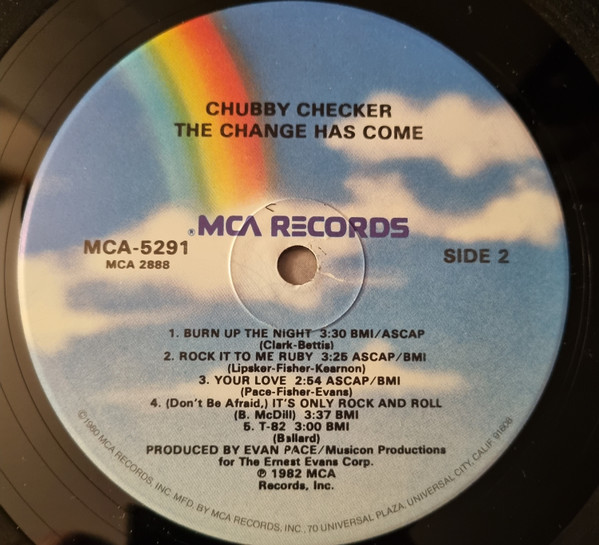 CHUBBY CHECKER
THE CHANGE HAS COME
®MCA RECORDS
MCA-5291
MCA 2888
SIDE 2
1. BURN UP THE NIGHT 3:30 BMI/ASCAP
(Clark-Bettis)
2. ROCK IT TO ME RUBY 3:25 ASCAP/BMI
(Lipsker-Fisher-Kearnon)
3. YOUR LOVE 2:54 ASCAP/BMI
(Pace-Fisher-Evans)
4. (Don't Be Afraid,) IT'S ONLY ROCK AND ROLL
(B. McDill) 3:37 BMI
5. T-82 3:00 BMI
(Ballard)
PRODUCED BY EVAN PACE/Musicon Productions
for The Ernest Evans Corp.
℗ 1982 MCA
Records, Inc.
©1980 MCA RECORDS, INC. MFD. BY MCA RECORDS, INC., 70 UNIVERSAL PLAZA, UNIVERSAL CITY, CALIF. 91608